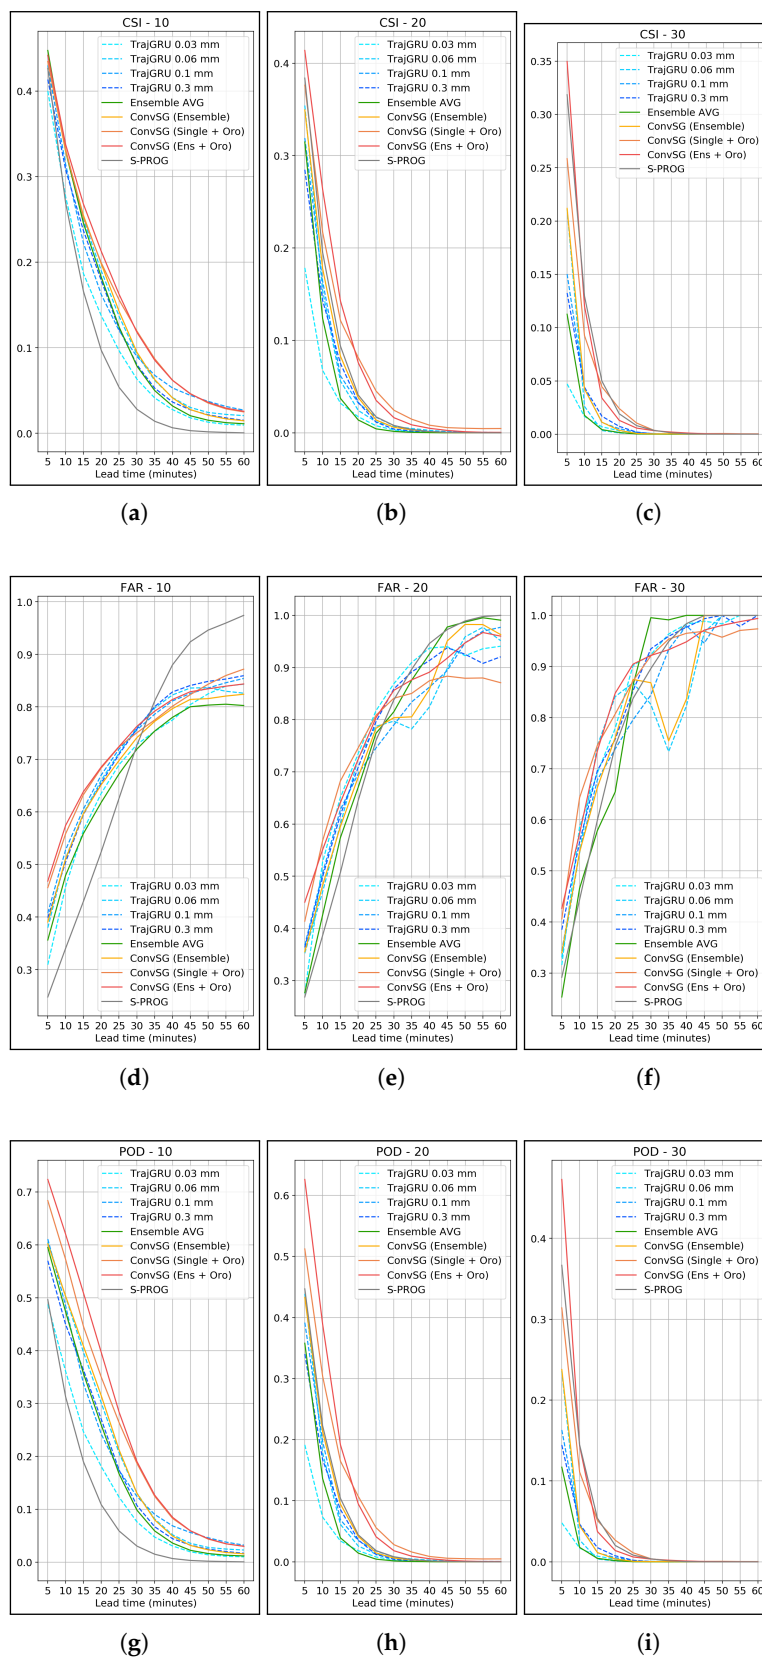 CSI - 10
0.4
0.3
0.2
0.1
0.0
TrajGRU 0.03 mm
TrajGRU 0.06 mm
TrajGRU 0.1 mm
TrajGRU 0.3 mm
Ensemble AVG
ConvSG (Ensemble)
ConvSG (Single + Oro)
ConvSG (Ens + Oro)
S-PROG
5 10 15 20 25 30 35 40 45 50 55 60
Lead time (minutes)
(a)
CSI - 20
0.4
0.3
0.2
0.1
0.0
TrajGRU 0.03 mm
TrajGRU 0.06 mm
TrajGRU 0.1 mm
TrajGRU 0.3 mm
Ensemble AVG
ConvSG (Ensemble)
ConvSG (Single + Oro)
ConvSG (Ens + Oro)
S-PROG
5 10 15 20 25 30 35 40 45 50 55 60
Lead time (minutes)
(b)
CSI - 30
0.35
0.30
0.25
0.20
0.15
0.10
0.05
0.00
TrajGRU 0.03 mm
TrajGRU 0.06 mm
TrajGRU 0.1 mm
TrajGRU 0.3 mm
Ensemble AVG
ConvSG (Ensemble)
ConvSG (Single + Oro)
ConvSG (Ens + Oro)
S-PROG
5 10 15 20 25 30 35 40 45 50 55 60
Lead time (minutes)
(c)
FAR - 10
1.0
0.9
0.8
0.7
0.6
0.5
0.4
0.3
TrajGRU 0.03 mm
TrajGRU 0.06 mm
TrajGRU 0.1 mm
TrajGRU 0.3 mm
Ensemble AVG
ConvSG (Ensemble)
ConvSG (Single + Oro)
ConvSG (Ens + Oro)
S-PROG
5 10 15 20 25 30 35 40 45 50 55 60
Lead time (minutes)
(d)
FAR - 20
1.0
0.9
0.8
0.7
0.6
0.5
0.4
0.3
TrajGRU 0.03 mm
TrajGRU 0.06 mm
TrajGRU 0.1 mm
TrajGRU 0.3 mm
Ensemble AVG
ConvSG (Ensemble)
ConvSG (Single + Oro)
ConvSG (Ens + Oro)
S-PROG
5 10 15 20 25 30 35 40 45 50 55 60
Lead time (minutes)
(e)
FAR - 30
1.0
0.9
0.8
0.7
0.6
0.5
0.4
0.3
TrajGRU 0.03 mm
TrajGRU 0.06 mm
TrajGRU 0.1 mm
TrajGRU 0.3 mm
Ensemble AVG
ConvSG (Ensemble)
ConvSG (Single + Oro)
ConvSG (Ens + Oro)
S-PROG
5 10 15 20 25 30 35 40 45 50 55 60
Lead time (minutes)
(f)
POD - 10
0.7
0.6
0.5
0.4
0.3
0.2
0.1
0.0
TrajGRU 0.03 mm
TrajGRU 0.06 mm
TrajGRU 0.1 mm
TrajGRU 0.3 mm
Ensemble AVG
ConvSG (Ensemble)
ConvSG (Single + Oro)
ConvSG (Ens + Oro)
S-PROG
5 10 15 20 25 30 35 40 45 50 55 60
Lead time (minutes)
(g)
POD - 20
0.6
0.5
0.4
0.3
0.2
0.1
0.0
TrajGRU 0.03 mm
TrajGRU 0.06 mm
TrajGRU 0.1 mm
TrajGRU 0.3 mm
Ensemble AVG
ConvSG (Ensemble)
ConvSG (Single + Oro)
ConvSG (Ens + Oro)
S-PROG
5 10 15 20 25 30 35 40 45 50 55 60
Lead time (minutes)
(h)
POD - 30
0.4
0.3
0.2
0.1
0.0
TrajGRU 0.03 mm
TrajGRU 0.06 mm
TrajGRU 0.1 mm
TrajGRU 0.3 mm
Ensemble AVG
ConvSG (Ensemble)
ConvSG (Single + Oro)
ConvSG (Ens + Oro)
S-PROG
5 10 15 20 25 30 35 40 45 50 55 60
Lead time (minutes)
(i)